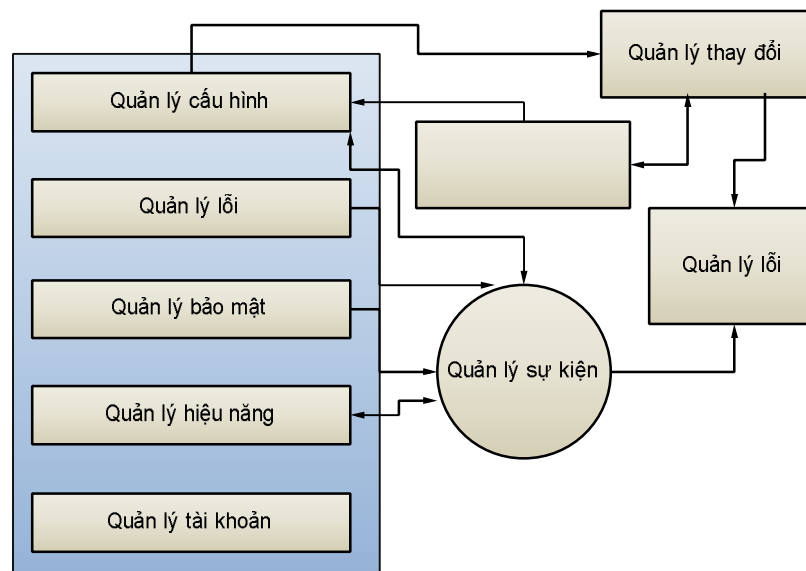 Quản lý thay đổi
Quản lý cấu hình
Quản lý lỗi
Quản lý lỗi
Quản lý bảo mật
Quản lý sự kiện
Quản lý hiệu năng
Quản lý tài khoản